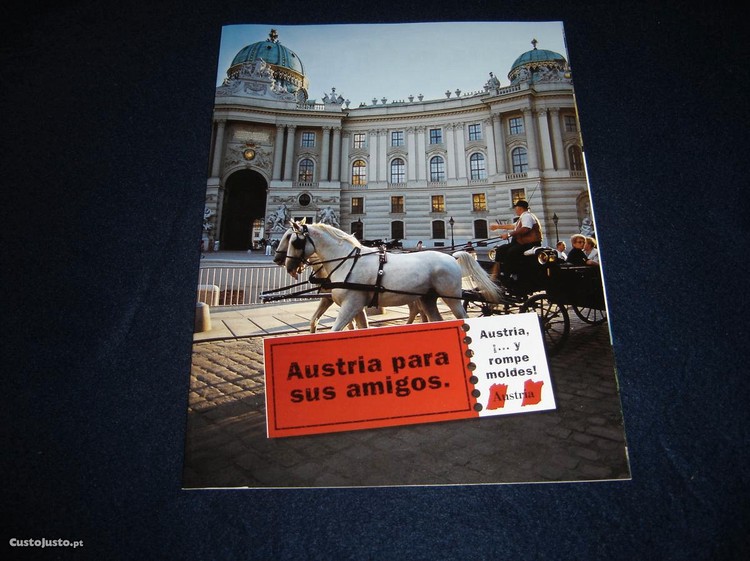 Austria para
sus amigos.
Austria,
¡... y
rompe
moldes!
Austria
CustoJusto.pt